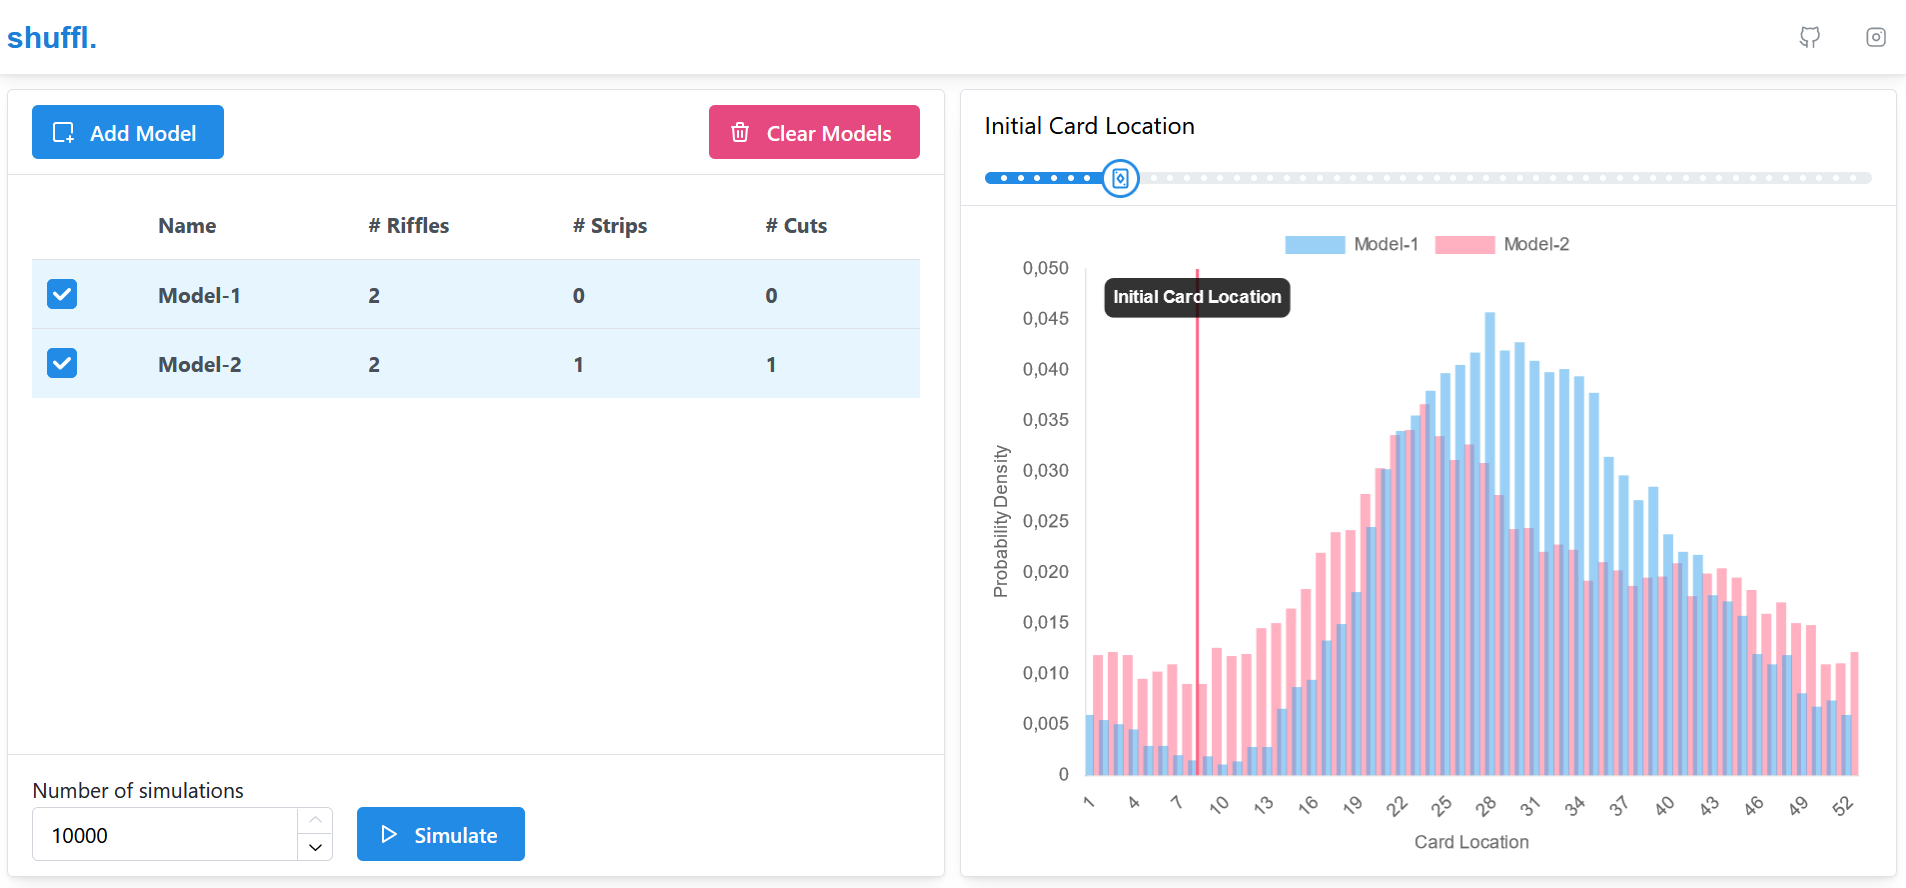 shuffl.
Add Model
Clear Models
Name # Riffles # Strips # Cuts
Model-1 2 0 0
Model-2 2 1 1
Number of simulations
10000
Simulate
Initial Card Location
Model-1 Model-2
Initial Card Location
0,050
0,045
0,040
0,035
0,030
0,025
0,020
0,015
0,010
0,005
0
Probability Density
1 4 7 10 13 16 19 22 25 28 31 34 37 40 43 46 49 52
Card Location